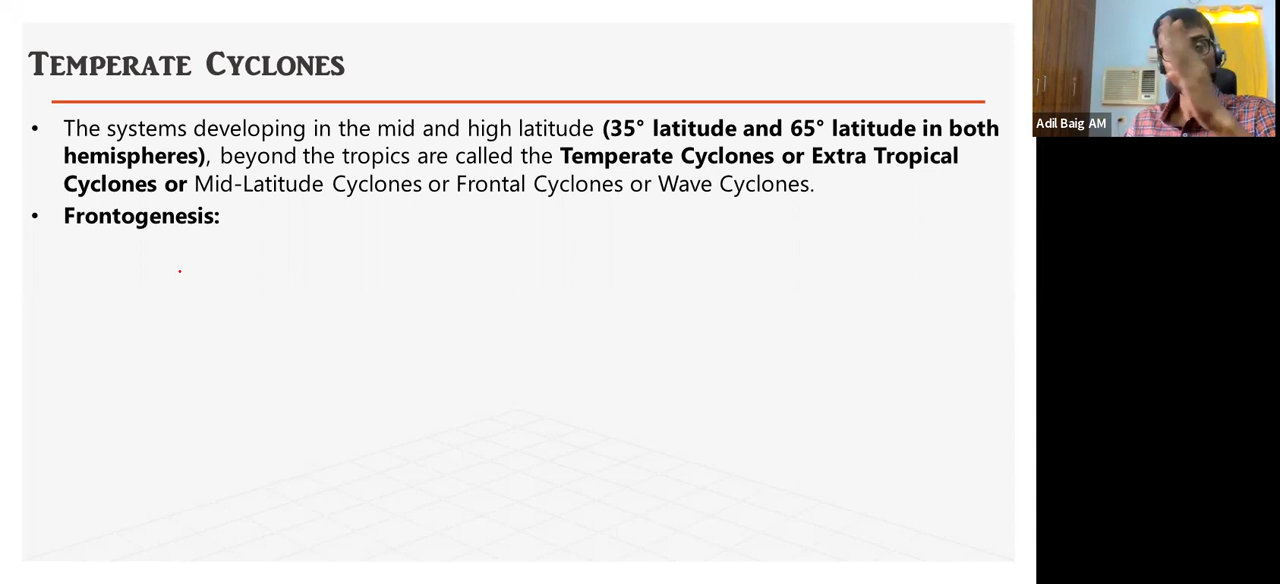 TEMPERATE CYCLONES
• The systems developing in the mid and high latitude (35° latitude and 65° latitude in both
hemispheres), beyond the tropics are called the Temperate Cyclones or Extra Tropical
Cyclones or Mid-Latitude Cyclones or Frontal Cyclones or Wave Cyclones.
• Frontogenesis:
Adil Baig AM